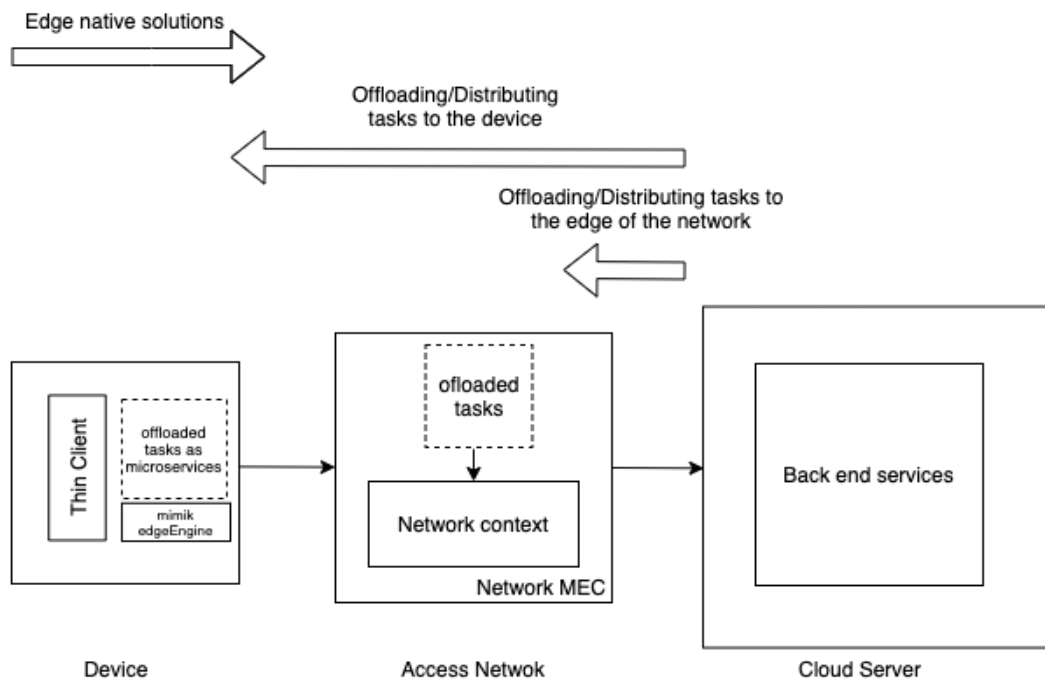 Edge native solutions
Offloading/Distributing
tasks to the device
Offloading/Distributing tasks to
the edge of the network
Thin Client
offloaded
tasks as
microservices
mimik
edgeEngine
ofloaded
tasks
Network context
Network MEC
Back end services
Device
Access Netwok
Cloud Server